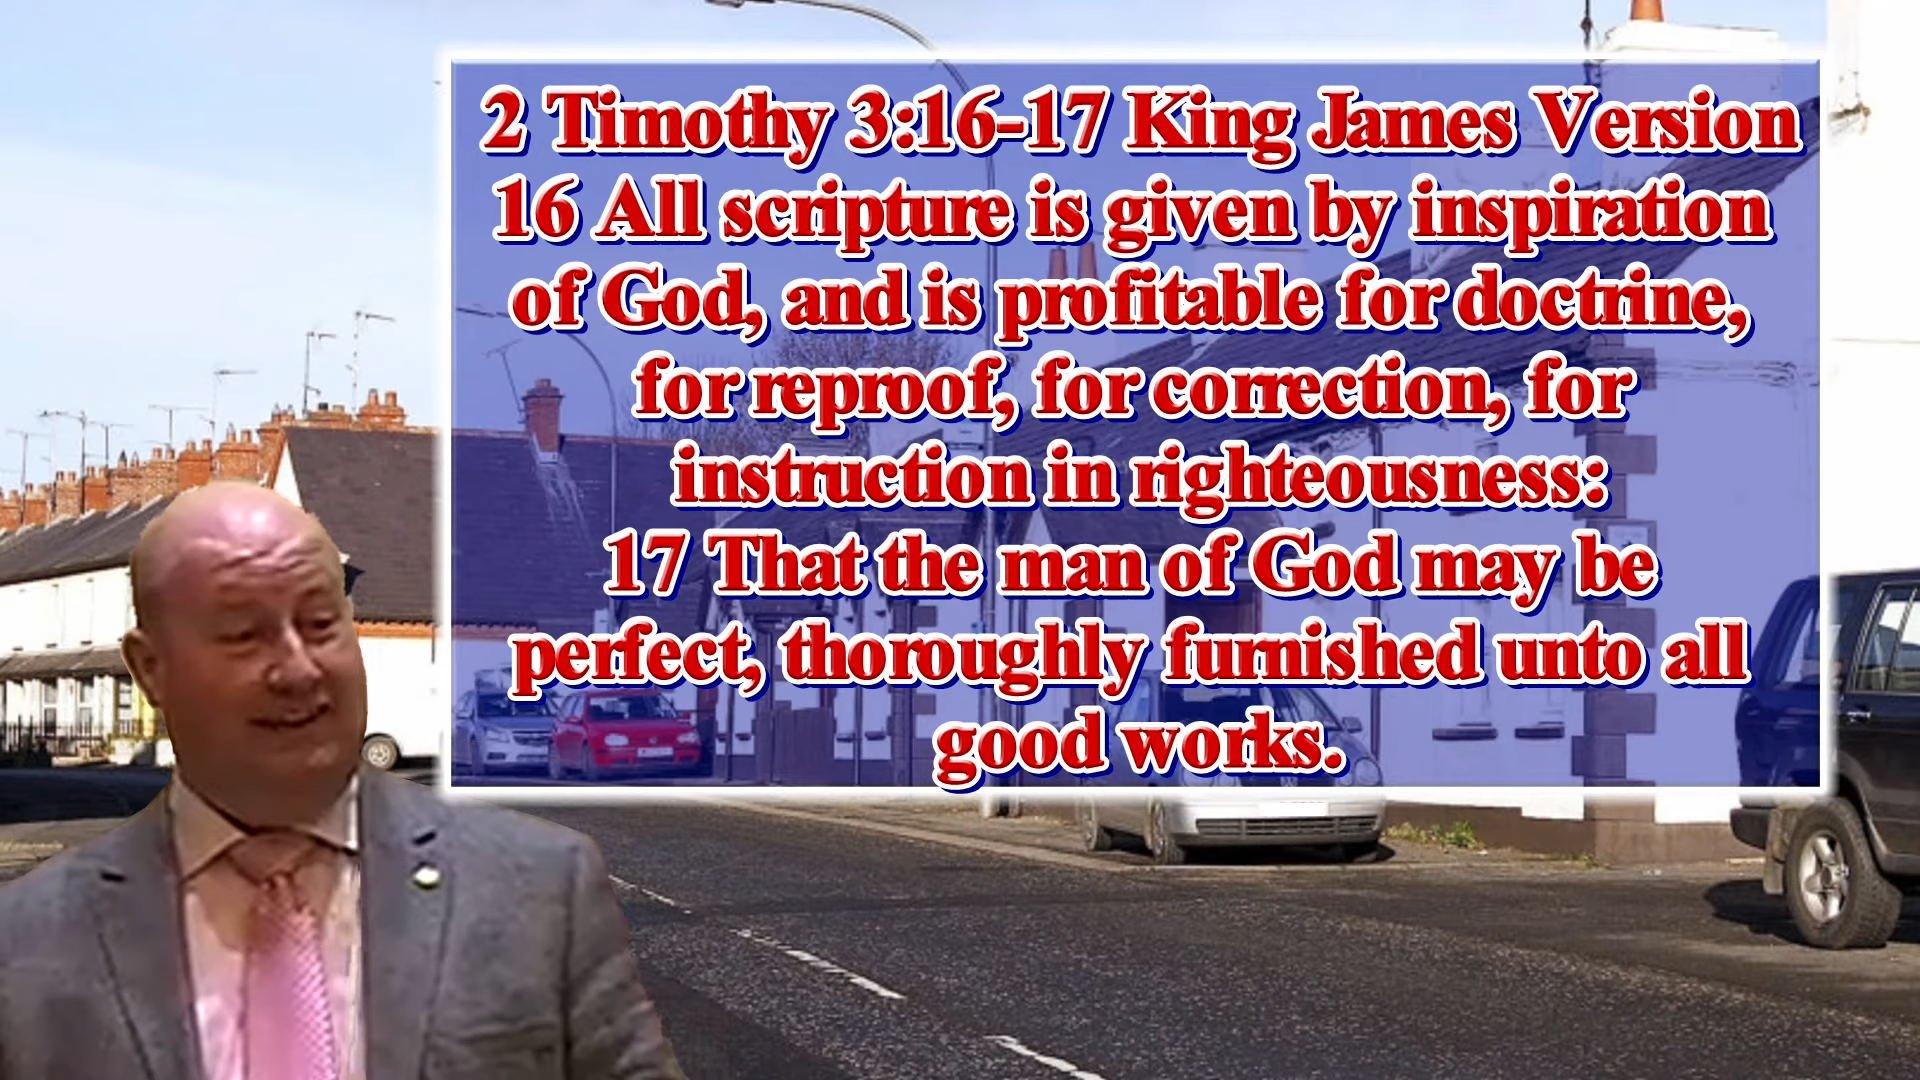 2 Timothy 3:16-17 King James Version
16 All scripture is given by inspiration
of God, and is profitable for doctrine,
for reproof, for correction, for
instruction in righteousness:
17 That the man of God may be
perfect, thoroughly furnished unto all
good works.